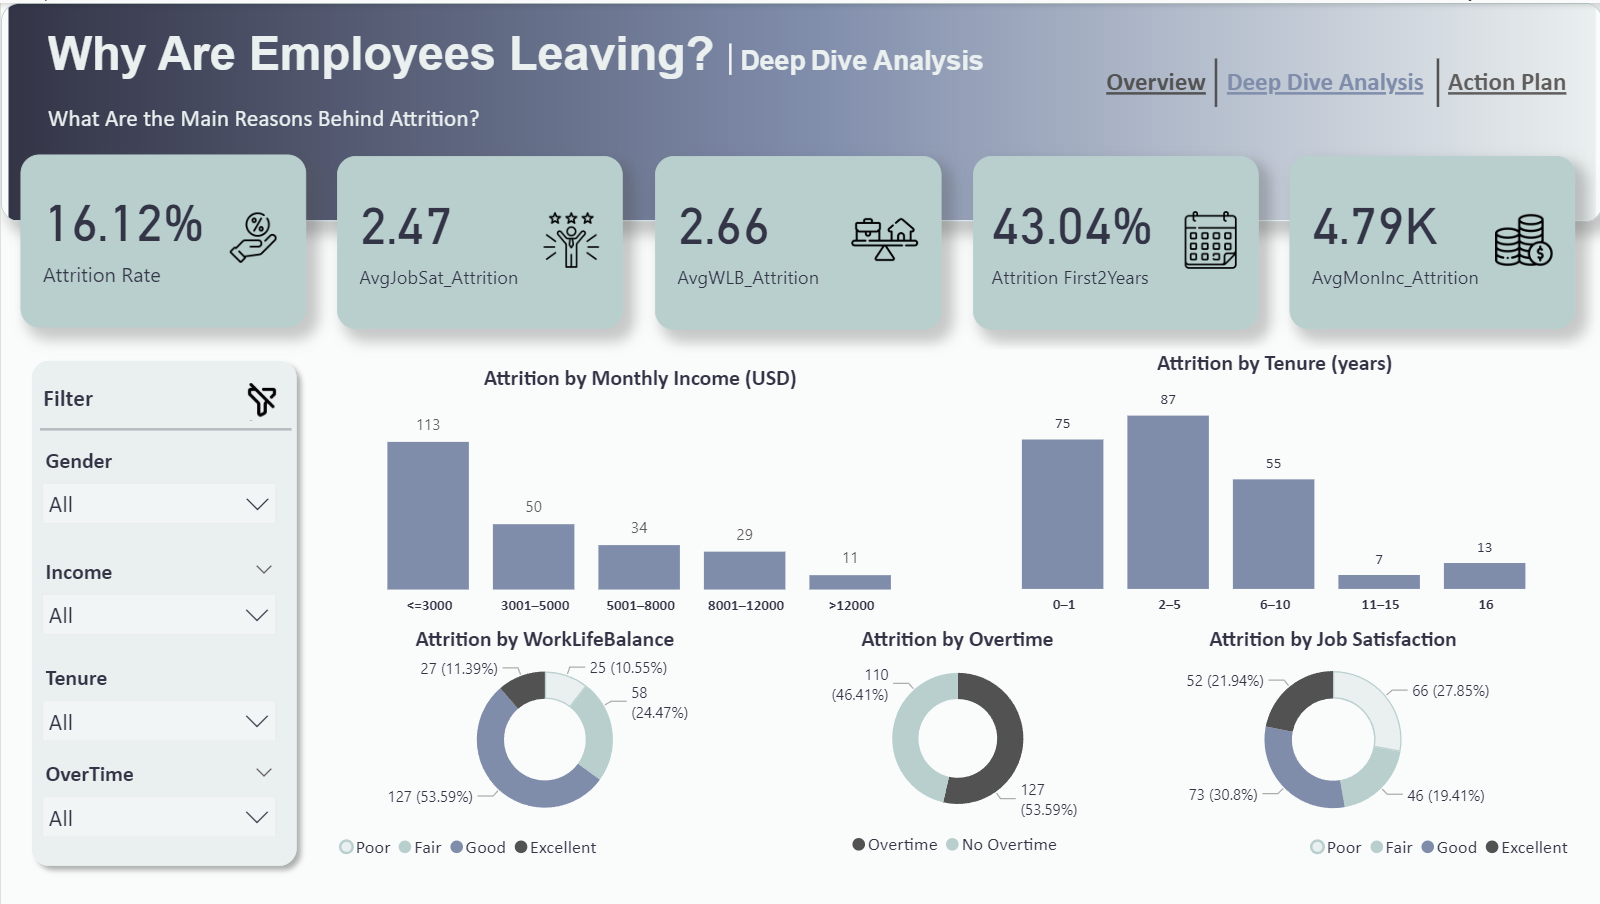 Why Are Employees Leaving? | Deep Dive Analysis
What Are the Main Reasons Behind Attrition?
Overview | Deep Dive Analysis | Action Plan
16.12%
Attrition Rate
%
2.47
AvgJobSat_Attrition
2.66
AvgWLB_Attrition
43.04%
Attrition First2Years
4.79K
AvgMonInc_Attrition
$
Filter
Gender
All
Income
All
Tenure
All
OverTime
All
Attrition by Monthly Income (USD)
113
50
34
29
11
<=3000 3001–5000 5001–8000 8001–12000 >12000
Attrition by Tenure (years)
75
87
55
7
13
0–1 2–5 6–10 11–15 16
Attrition by WorkLifeBalance
27 (11.39%)
25 (10.55%)
58
(24.47%)
127 (53.59%)
Poor Fair Good Excellent
Attrition by Overtime
110
(46.41%)
127
(53.59%)
Overtime No Overtime
Attrition by Job Satisfaction
52 (21.94%)
66 (27.85%)
73 (30.8%)
46 (19.41%)
Poor Fair Good Excellent